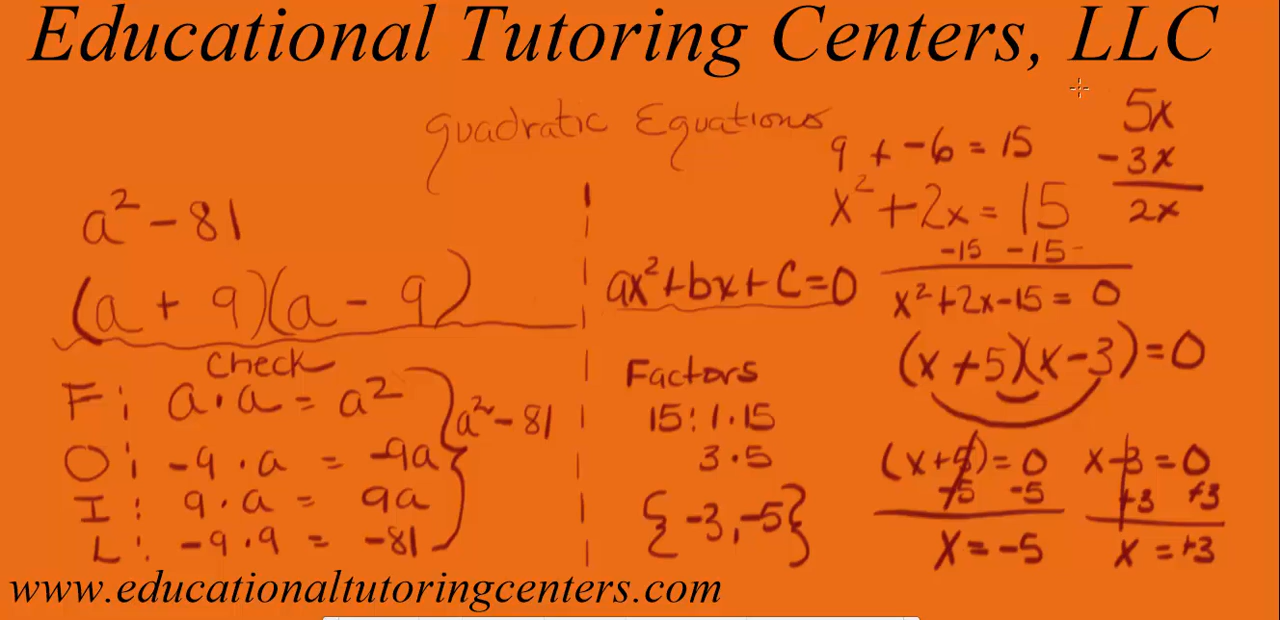 Educational Tutoring Centers, LLC
quadratic Equations
a² - 81
(a + 9)(a - 9)
Check
F: a · a = a²
O: -9 · a = -9a
I: 9 · a = 9a
L: -9 · 9 = -81
a² - 81
ax² + bx + C = 0
Factors
15: 1 · 15
3 · 5
{-3, -5}
9 + -6 = 15
x² + 2x = 15
-15 -15
x² + 2x - 15 = 0
(x + 5)(x - 3) = 0
(x + 5) = 0
-5 -5
x = -5
x - 3 = 0
+3 +3
x = +3
5x
- 3x
2x
www.educationaltutoringcenters.com